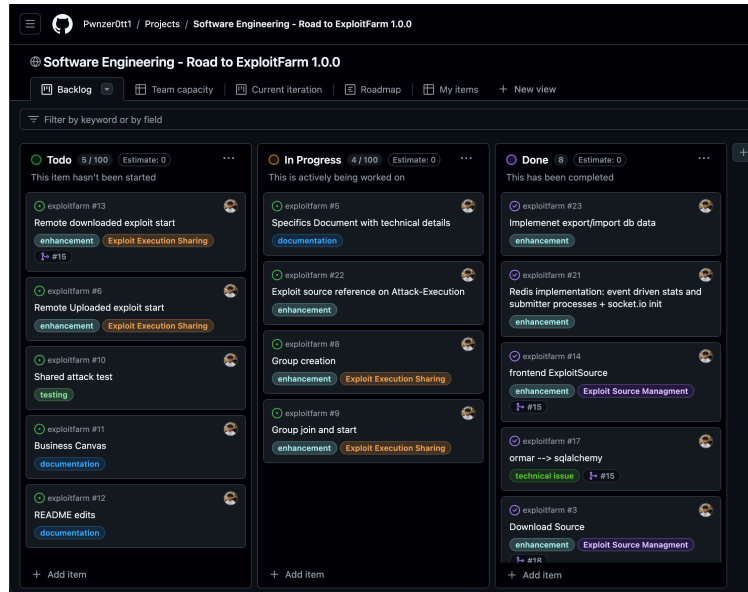 Pwnzer0tt1 / Projects / Software Engineering - Road to ExploitFarm 1.0.0
Software Engineering - Road to ExploitFarm 1.0.0
Backlog Team capacity Current iteration Roadmap My items + New view
Filter by keyword or by field
Todo 5 / 100 Estimate: 0 ...
This item hasn't been started
exploitfarm #13
Remote downloaded exploit start
enhancement Exploit Execution Sharing
#15
exploitfarm #6
Remote Uploaded exploit start
enhancement Exploit Execution Sharing
exploitfarm #10
Shared attack test
testing
exploitfarm #11
Business Canvas
documentation
exploitfarm #12
README edits
documentation
+ Add item
In Progress 4 / 100 Estimate: 0 ...
This is actively being worked on
exploitfarm #5
Specifics Document with technical details
documentation
exploitfarm #22
Exploit source reference on Attack-Execution
enhancement
exploitfarm #8
Group creation
enhancement Exploit Execution Sharing
exploitfarm #9
Group join and start
enhancement Exploit Execution Sharing
+ Add item
Done 8 Estimate: 0 ...
This has been completed
exploitfarm #23
Implemenet export/import db data
enhancement
exploitfarm #21
Redis implementation: event driven stats and
submitter processes + socket.io init
enhancement
exploitfarm #14
frontend ExploitSource
enhancement Exploit Source Managment
#15
exploitfarm #17
ormar --> sqlalchemy
technical issue #15
exploitfarm #3
Download Source
enhancement Exploit Source Managment
#18
+ Add item
+